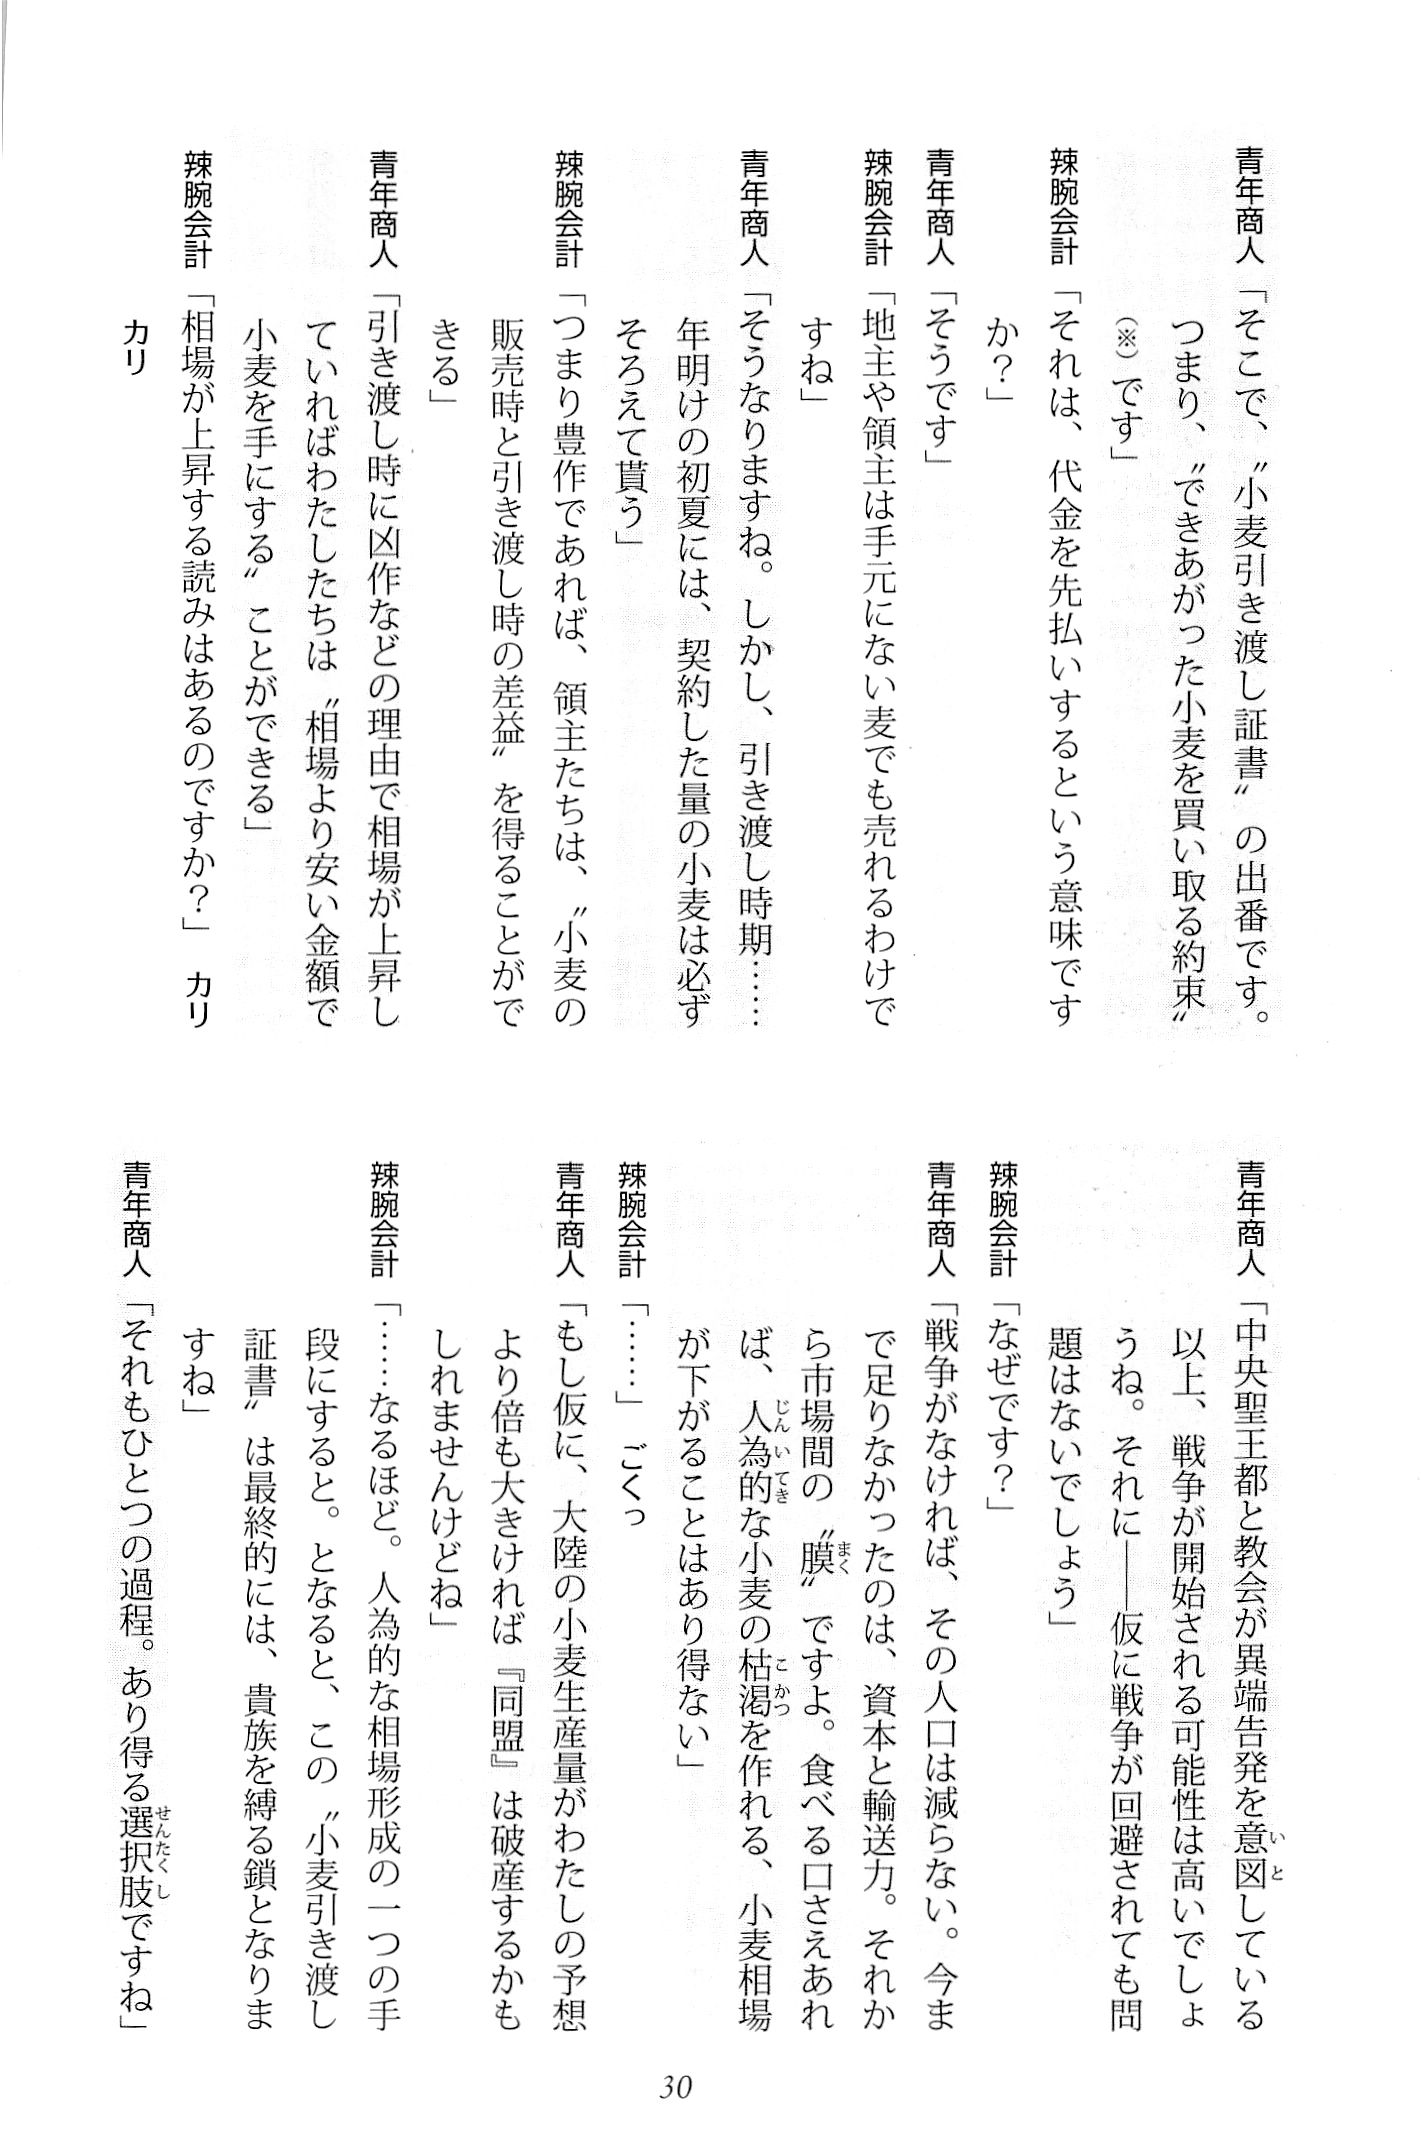 青年商人「そこで、〝小麦引き渡し証書〟の出番です。
つまり、〝できあがった小麦を買い取る約束〟
(※)です」
辣腕会計「それは、代金を先払いするという意味です
か？」
青年商人「そうです」
辣腕会計「地主や領主は手元にない麦でも売れるわけで
すね」
青年商人「そうなりますね。しかし、引き渡し時期……
年明けの初夏には、契約した量の小麦は必ず
そろえて貰う」
辣腕会計「つまり豊作であれば、領主たちは、〝小麦の
販売時と引き渡し時の差益〟を得ることがで
きる」
青年商人「引き渡し時に凶作などの理由で相場が上昇し
ていればわたしたちは〝相場より安い金額で
小麦を手にする〟ことができる」
辣腕会計「相場が上昇する読みはあるのですか？」　カリ
カリ
青年商人「中央聖王都と教会が異端告発を意図している
以上、戦争が開始される可能性は高いでしょ
うね。それに――仮に戦争が回避されても問
題はないでしょう」
辣腕会計「なぜです？」
青年商人「戦争がなければ、その人口は減らない。今ま
で足りなかったのは、資本と輸送力。それか
ら市場間の〝膜〟ですよ。食べる口さえあれ
ば、人為的な小麦の枯渇を作れる、小麦相場
が下がることはあり得ない」
辣腕会計「……」　ごくっ
青年商人「もし仮に、大陸の小麦生産量がわたしの予想
より倍も大きければ『同盟』は破産するかも
しれませんけどね」
辣腕会計「……なるほど。人為的な相場形成の一つの手
段にすると。となると、この〝小麦引き渡し
証書〟は最終的には、貴族を縛る鎖となりま
すね」
青年商人「それもひとつの過程。あり得る選択肢ですね」
30